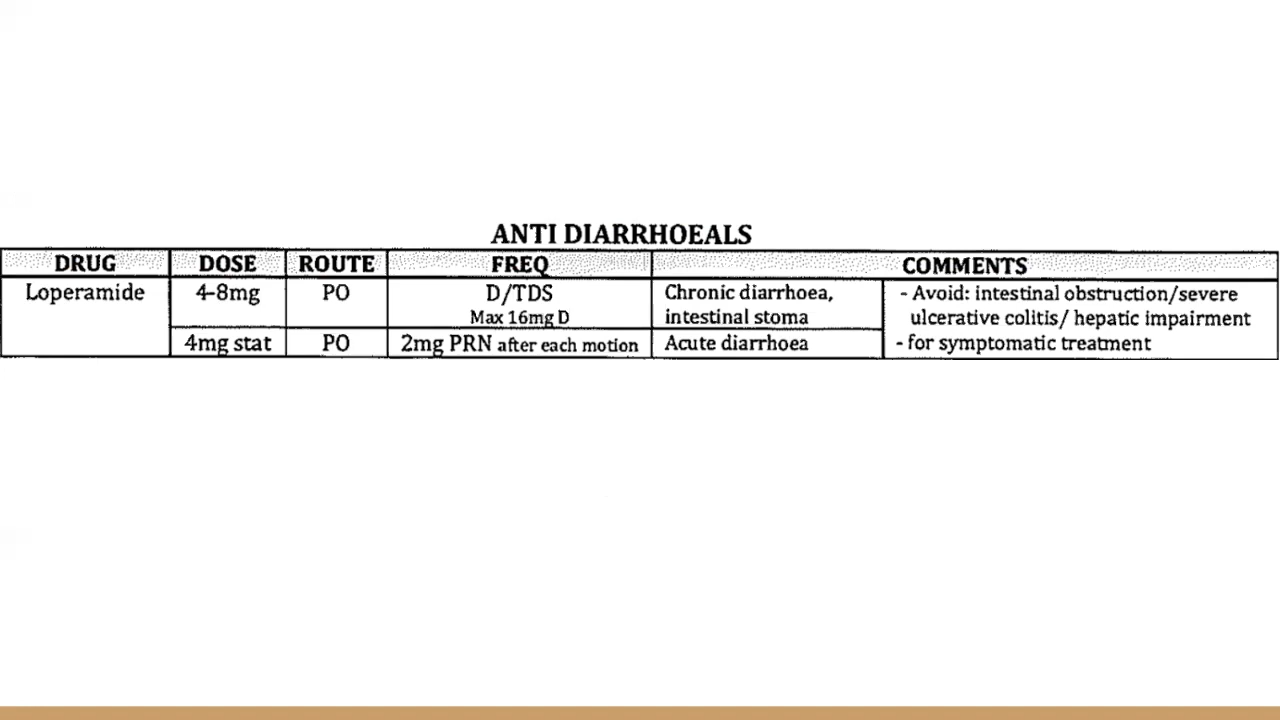 ANTI DIARRHOEALS
DRUG DOSE ROUTE FREQ COMMENTS
Loperamide 4-8mg PO D/TDS Chronic diarrhoea, - Avoid: intestinal obstruction/severe
Max 16mg D intestinal stoma ulcerative colitis/ hepatic impairment
4mg stat PO 2mg PRN after each motion Acute diarrhoea - for symptomatic treatment